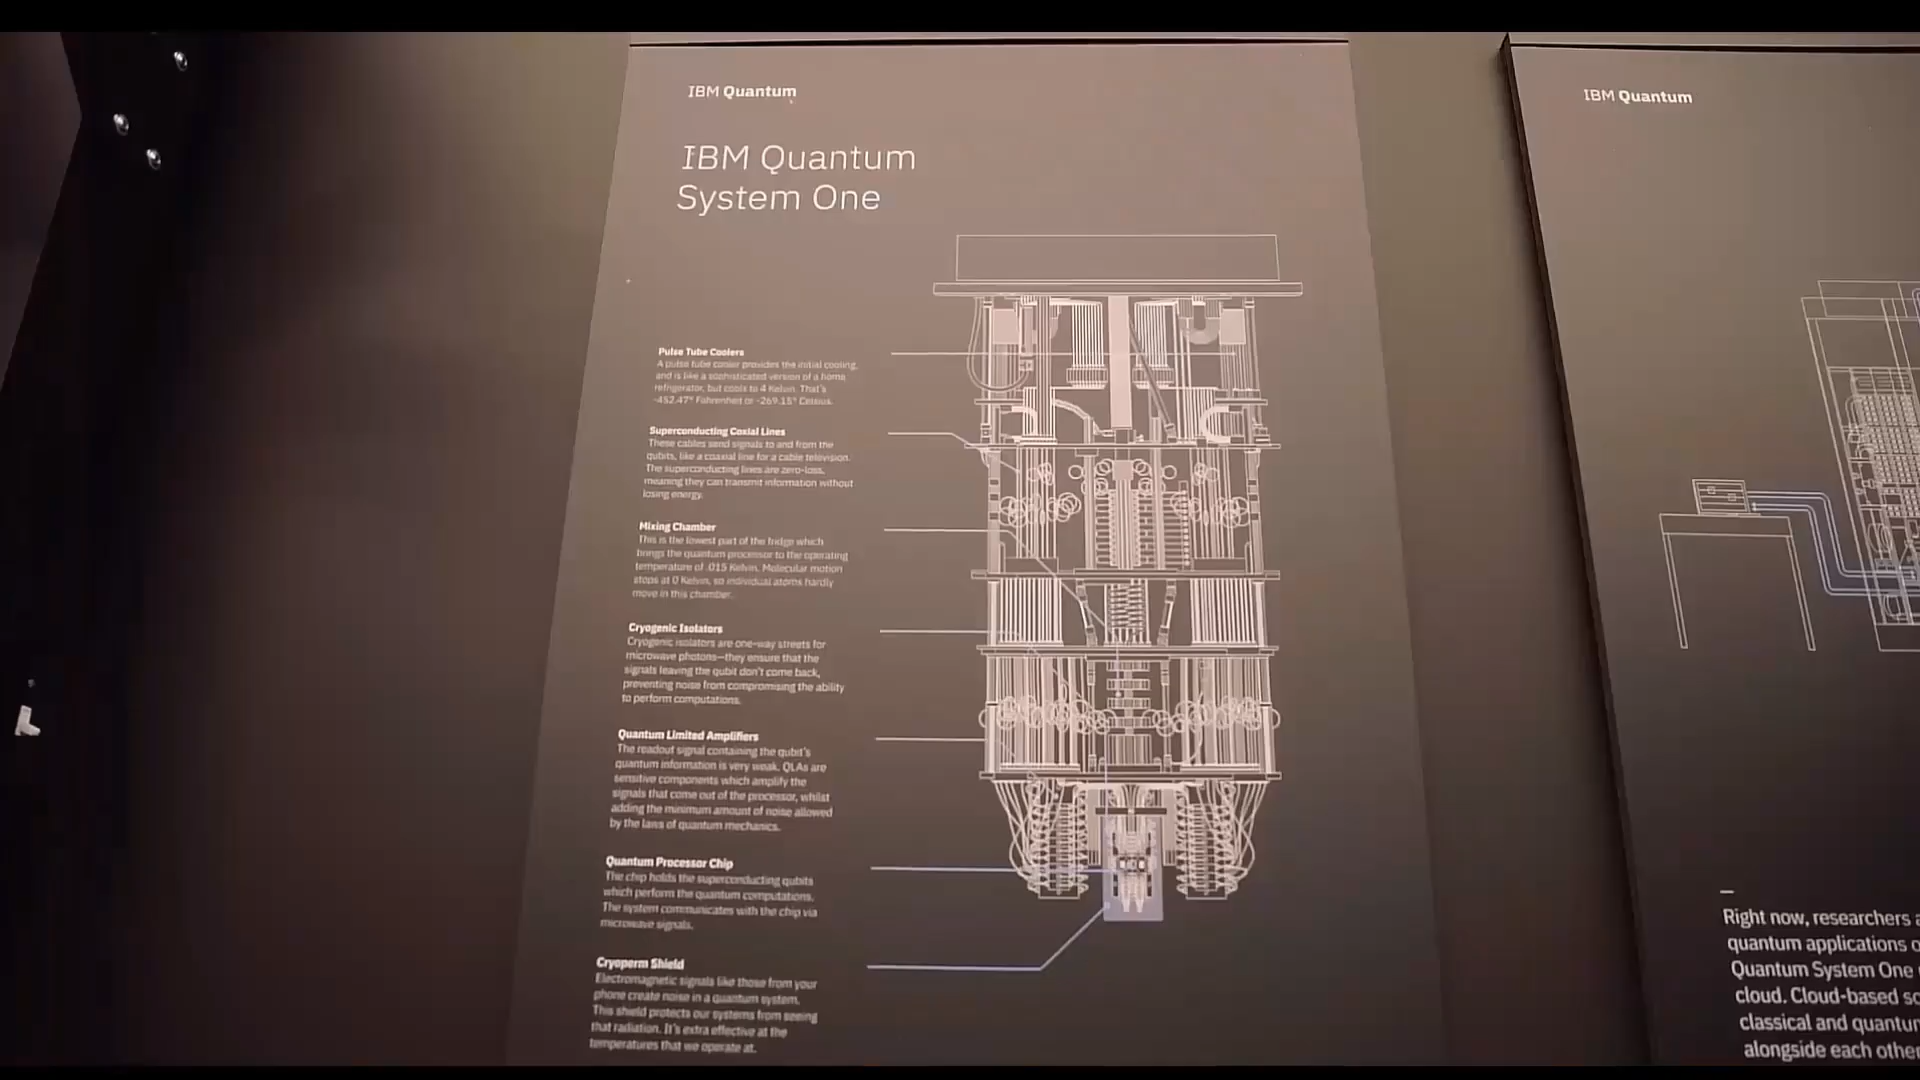 IBM Quantum
IBM Quantum
System One
Pulse Tube Coolers
A pulse tube cooler provides the initial cooling,
and is like a sophisticated version of a home
refrigerator, but cools to 4 Kelvin. That's
-452.47° Fahrenheit or -269.15° Celsius.
Superconducting Coxial Lines
These cables send signals to and from the
qubits, like a coaxial line for a cable television.
The superconducting lines are zero-loss,
meaning they can transmit information without
losing energy.
Mixing Chamber
This is the lowest part of the fridge which
brings the quantum processor to the operating
temperature of .015 Kelvin. Molecular motion
stops at 0 Kelvin, so individual atoms hardly
move in this chamber.
Cryogenic Isolators
Cryogenic isolators are one-way streets for
microwave photons—they ensure that the
signals leaving the qubit don't come back,
preventing noise from compromising the ability
to perform computations.
Quantum Limited Amplifiers
The readout signal containing the qubit's
quantum information is very weak. QLAs are
sensitive components which amplify the
signals that come out of the processor, whilst
adding the minimum amount of noise allowed
by the laws of quantum mechanics.
Quantum Processor Chip
The chip holds the superconducting qubits
which perform the quantum computations.
The system communicates with the chip via
microwave signals.
Cryoperm Shield
Electromagnetic signals like those from your
phone create noise in a quantum system.
This shield protects our systems from seeing
that radiation. It's extra effective at the
temperatures that we operate at.
IBM Quantum
Right now, researchers
quantum applications
Quantum System One
cloud. Cloud-based
classical and
alongside each